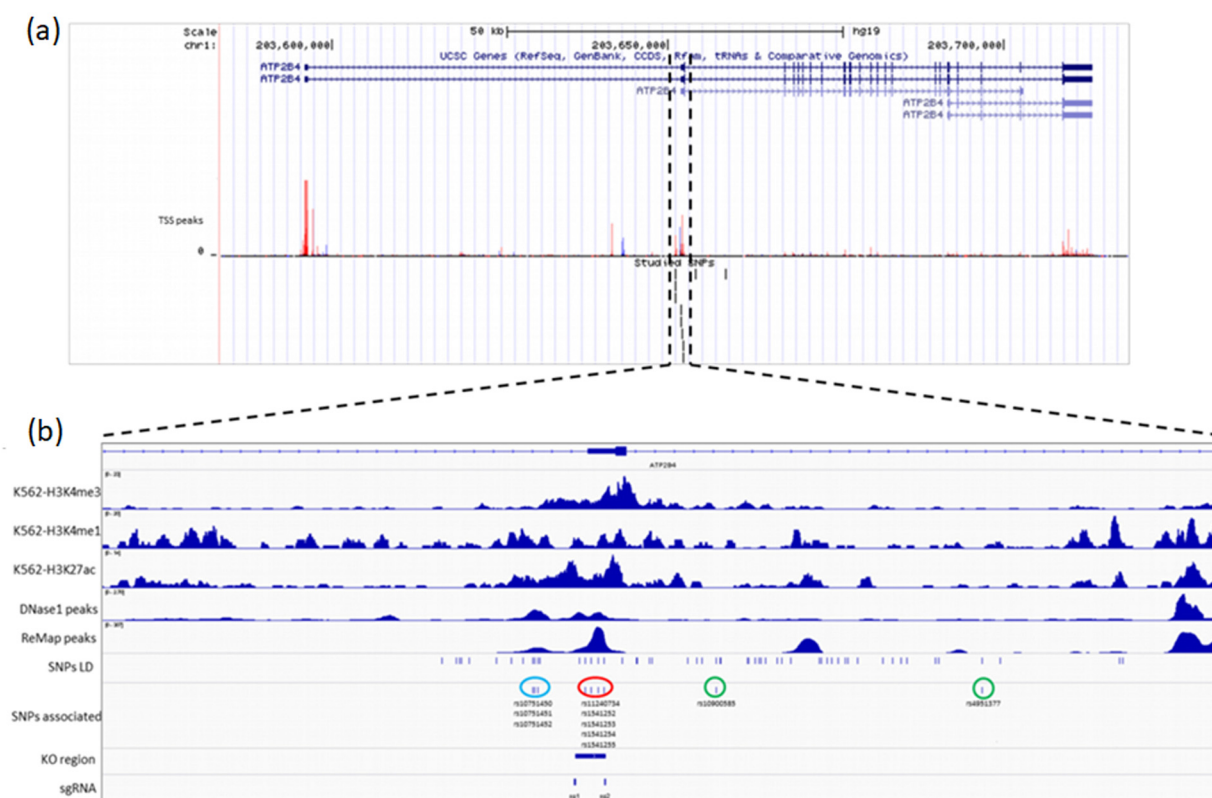 (a)
Scale
50 kb
hg19
chr1:
203,600,000
203,650,000
203,700,000
UCSC Genes (RefSeq, GenBank, CCDS, Rfam, tRNAs & Comparative Genomics)
ATP2B4
ATP2B4
ATP2B4
ATP2B4
ATP2B4
TSS peaks
0
Studied SNPs
(b)
ATP2B4
K562-H3K4me3
K562-H3K4me1
K562-H3K27ac
DNase1 peaks
ReMap peaks
SNPs LD
SNPs associated
rs10751450
rs10751451
rs10751452
rs11240734
rs1541252
rs1541253
rs1541254
rs1541255
rs10900585
rs4951377
KO region
sgRNA